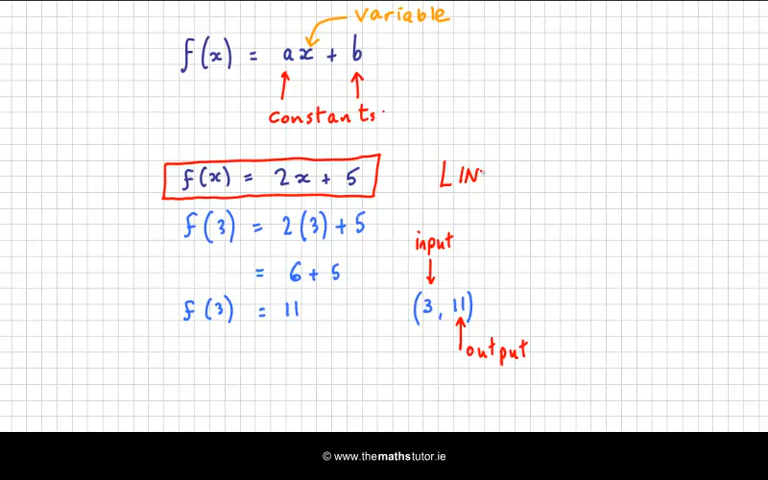 variable
f(x) = ax + b
constants.
f(x) = 2x + 5 LIN
f(3) = 2(3) + 5
input
= 6 + 5
f(3) = 11 (3, 11)
output
© www.themathstutor.ie